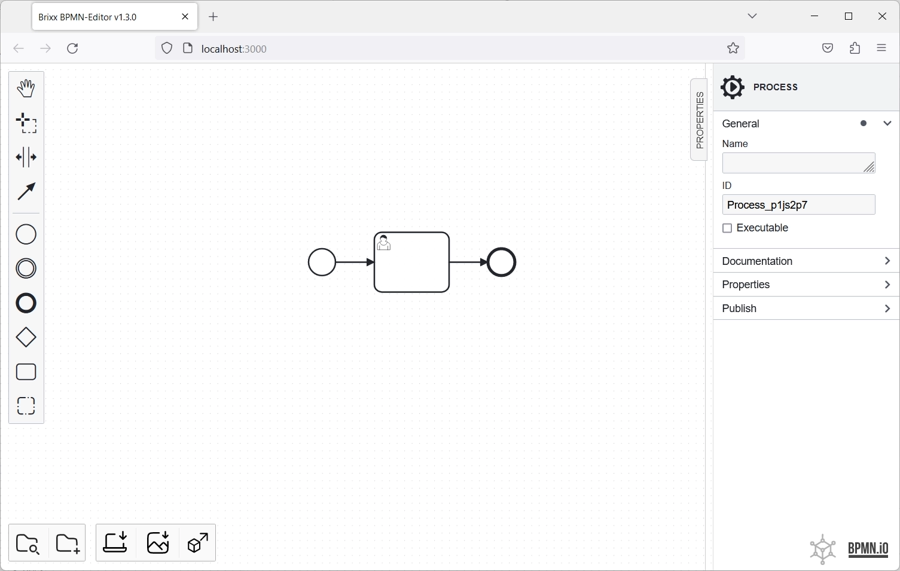 Brixx BPMN-Editor v1.3.0
localhost:3000
PROPERTIES
PROCESS
General
Name
ID
Process_p1js2p7
Executable
Documentation
Properties
Publish
BPMN.iO